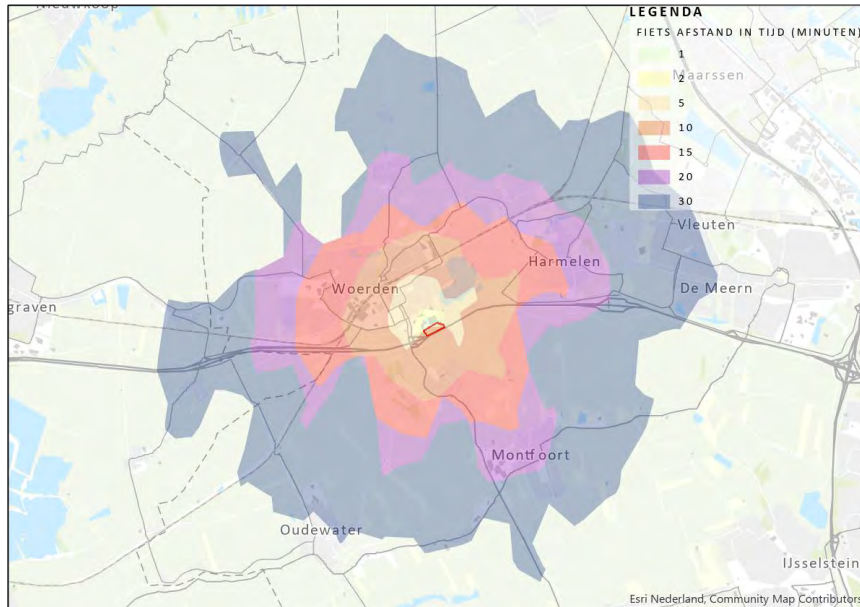 Nieuwkoop
LEGENDA
FIETS AFSTAND IN TIJD (MINUTEN)
1
2
5
10
15
20
30
Maarssen
Vleuten
Harmelen
De Meern
Woerden
graven
Montfoort
Oudewater
IJsselstein
Esri Nederland, Community Map Contributors